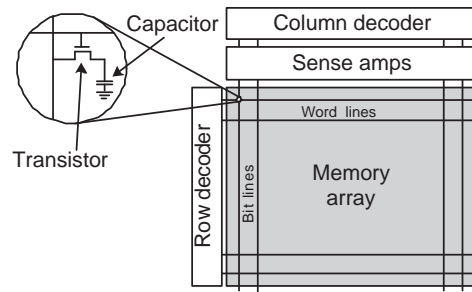 Capacitor
Column decoder
Sense amps
Transistor
Row decoder
Word lines
Bit lines
Memory
array